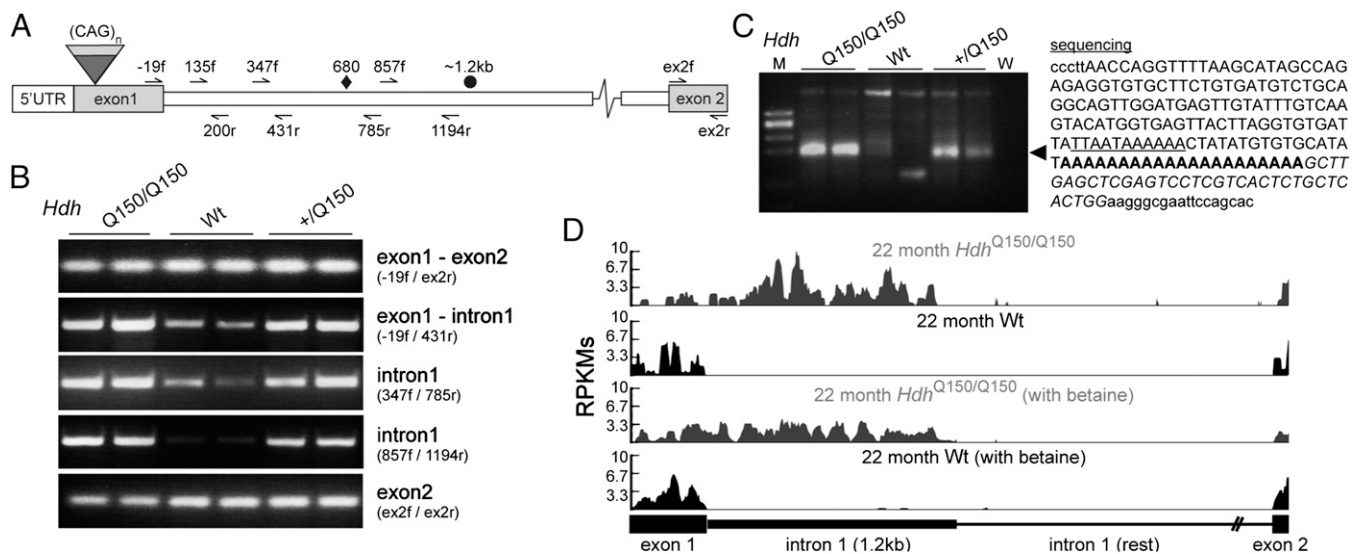 A
(CAG)n
-19f 135f 347f 680 857f ~1.2kb ex2f
5'UTR exon1 exon 2
200r 431r 785r 1194r ex2r
B
Hdh Q150/Q150 Wt +/Q150
exon1 - exon2
(-19f / ex2r)
exon1 - intron1
(-19f / 431r)
intron1
(347f / 785r)
intron1
(857f / 1194r)
exon2
(ex2f / ex2r)
C
Hdh Q150/Q150 Wt +/Q150
M W
sequencing
cccttAACCAGGTTTTAAGCATAGCCAG
AGAGGTGTGCTTCTGTGATGTCTGCA
GGCAGTTGGATGAGTTGTATTTGTCAA
GTACATGGTGAGTTACTTAGGTGTGAT
TATTAATAAAAAACTATATGTGTGCATA
TAAAAAAAAAAAAAAAAAAAAAGCTT
GAGCTCGAGTCCTCGTCACTCTGCTC
ACTGGaagggcgaattccagcac
D
RPKMs
10
6.7
3.3
22 month HdhQ150/Q150
10
6.7
3.3
22 month Wt
10
6.7
3.3
22 month HdhQ150/Q150 (with betaine)
10
6.7
3.3
22 month Wt (with betaine)
exon 1 intron 1 (1.2kb) intron 1 (rest) exon 2